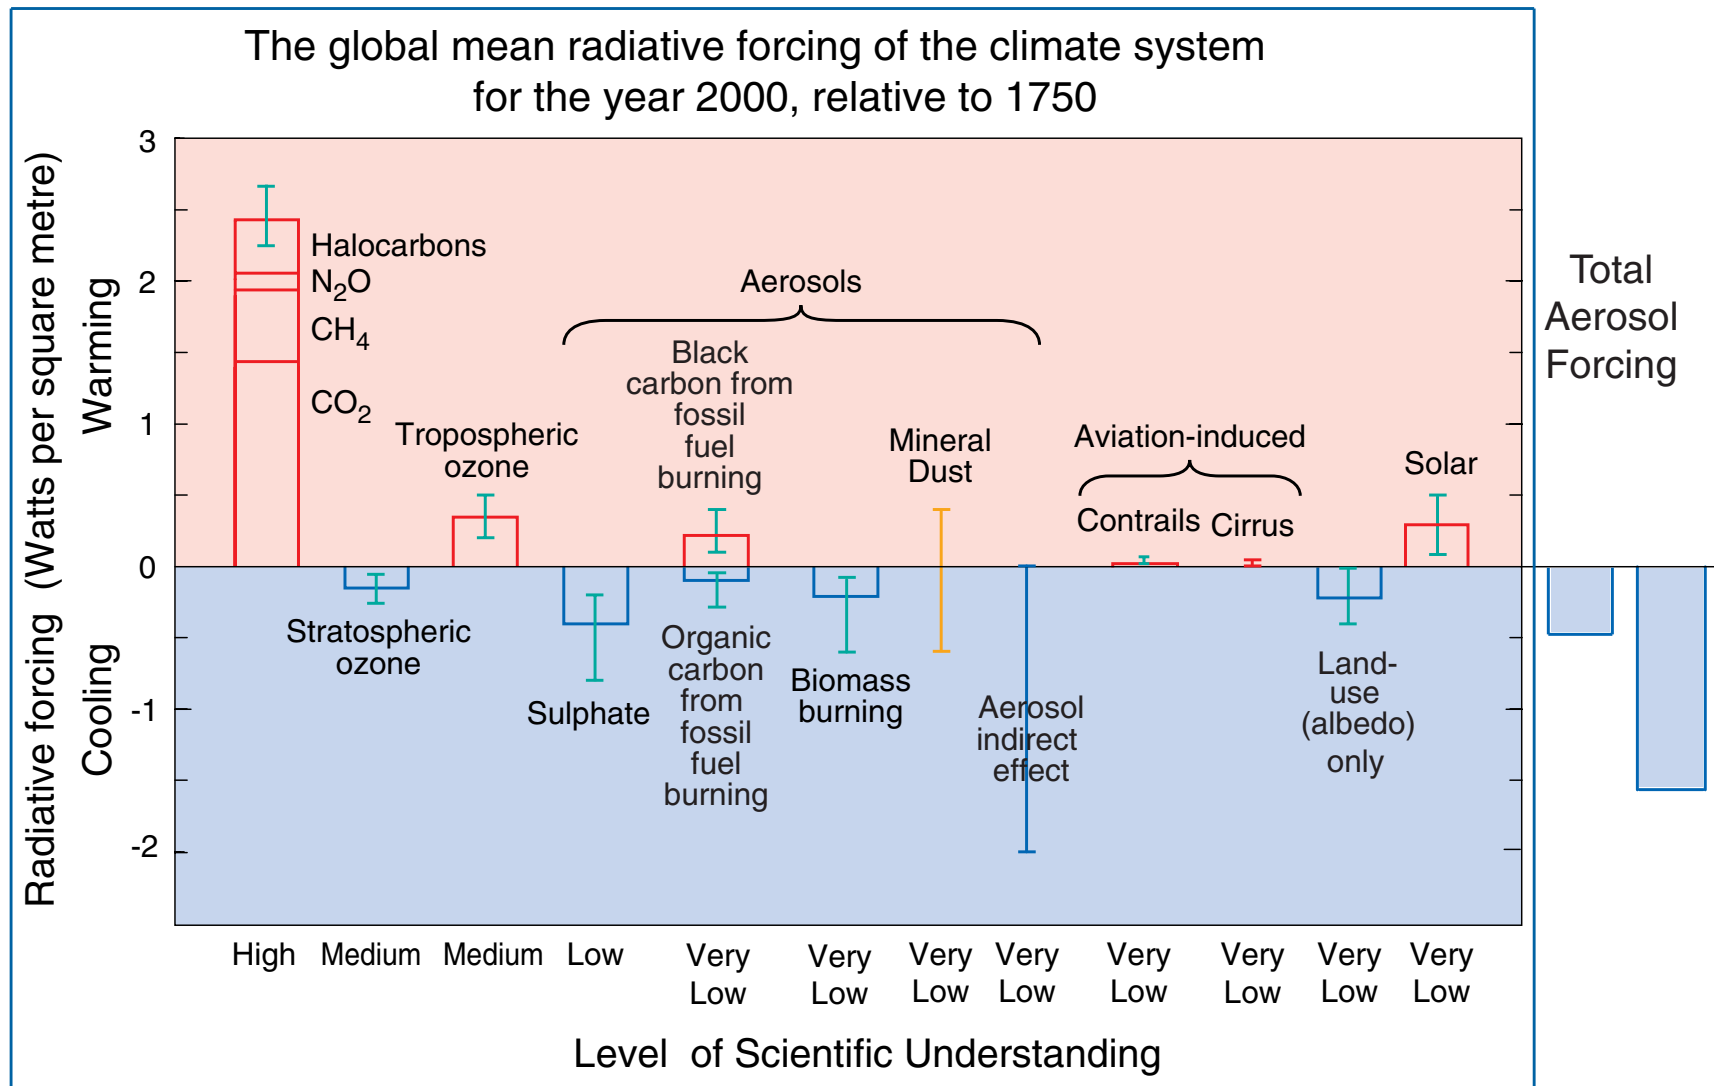 The global mean radiative forcing of the climate system
for the year 2000, relative to 1750
Radiative forcing (Watts per square metre)
Warming
Cooling
3
2
1
0
-1
-2
Halocarbons
N₂O
CH₄
CO₂
Stratospheric
ozone
Tropospheric
ozone
Aerosols
Sulphate
Black
carbon from
fossil
fuel
burning
Organic
carbon
from
fossil
fuel
burning
Biomass
burning
Mineral
Dust
Aerosol
indirect
effect
Aviation-induced
Contrails
Cirrus
Land-
use
(albedo)
only
Solar
Total
Aerosol
Forcing
High
Medium
Medium
Low
Very
Low
Very
Low
Very
Low
Very
Low
Very
Low
Very
Low
Very
Low
Very
Low
Level of Scientific Understanding